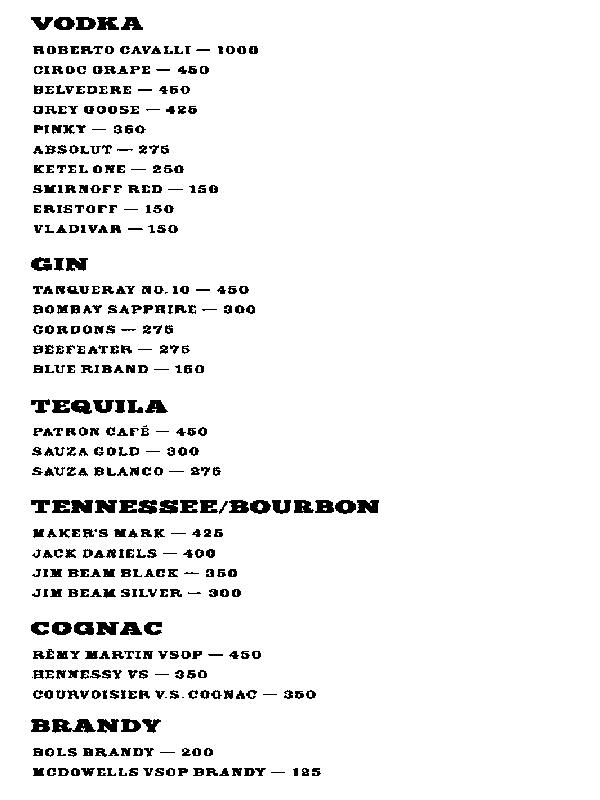 VODKA
ROBERTO CAVALLI — 1000
CIROC GRAPE — 450
BELVEDERE — 450
GREY GOOSE — 425
PINKY — 350
ABSOLUT — 275
KETEL ONE — 250
SMIRNOFF RED — 150
ERISTOFF — 150
VLADIVAR — 150
GIN
TANQUERAY NO. 10 — 450
BOMBAY SAPPHIRE — 300
GORDONS — 275
BEEFEATER — 275
BLUE RIBAND — 150
TEQUILA
PATRON CAFÉ — 450
SAUZA GOLD — 300
SAUZA BLANCO — 275
TENNESSEE/BOURBON
MAKER'S MARK — 425
JACK DANIELS — 400
JIM BEAM BLACK — 350
JIM BEAM SILVER — 300
COGNAC
RÉMY MARTIN VSOP — 450
HENNESSY VS — 350
COURVOISIER V.S. COGNAC — 350
BRANDY
BOLS BRANDY — 200
MCDOWELLS VSOP BRANDY — 125